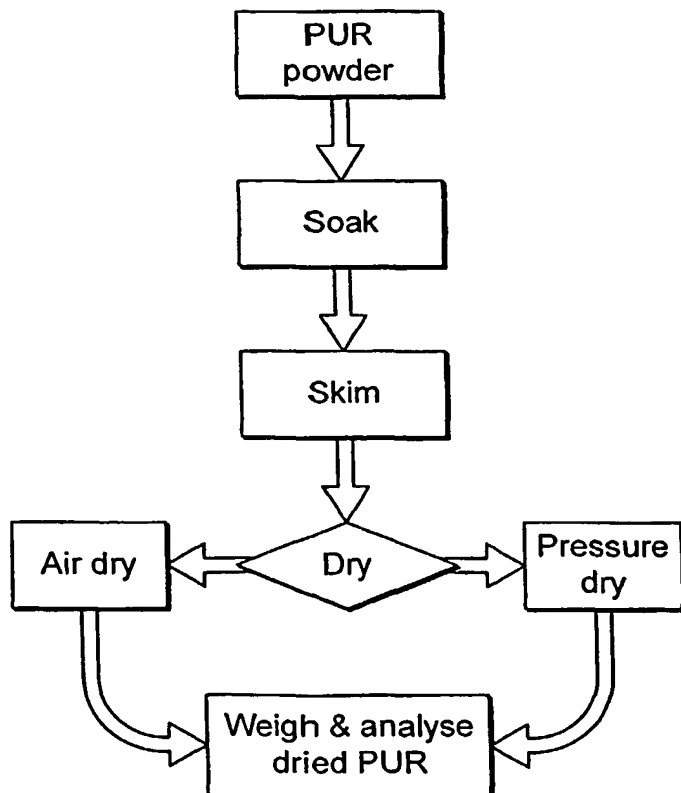 PUR
powder
Soak
Skim
Air dry
Dry
Pressure
dry
Weigh & analyse
dried PUR